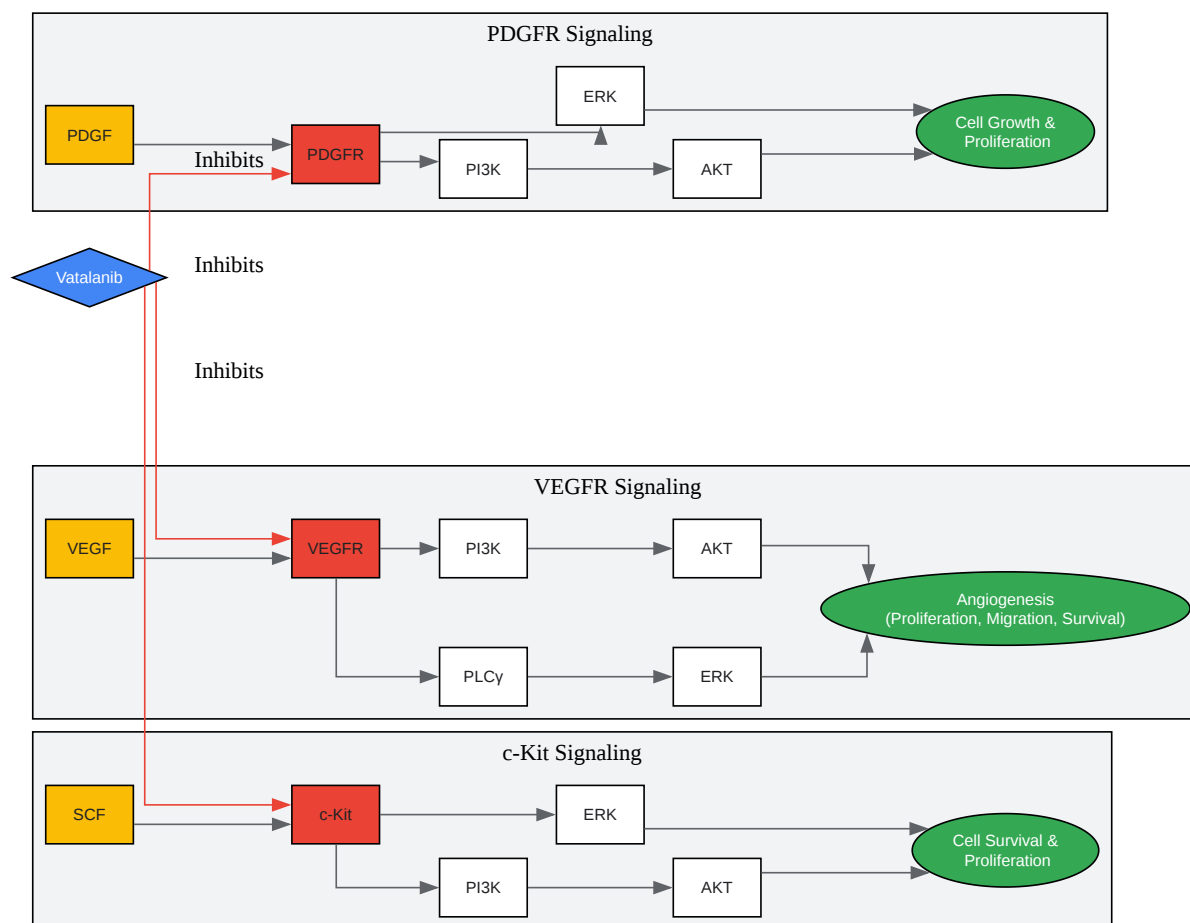 PDGFR Signaling
ERK
PDGF
Cell Growth &
Proliferation
PDGFR
Inhibits
PI3K
AKT
Inhibits
Vatalanib
Inhibits
VEGFR Signaling
VEGF
VEGFR
PI3K
AKT
Angiogenesis
(Proliferation, Migration, Survival)
PLCγ
ERK
c-Kit Signaling
SCF
c-Kit
ERK
Cell Survival &
Proliferation
PI3K
AKT